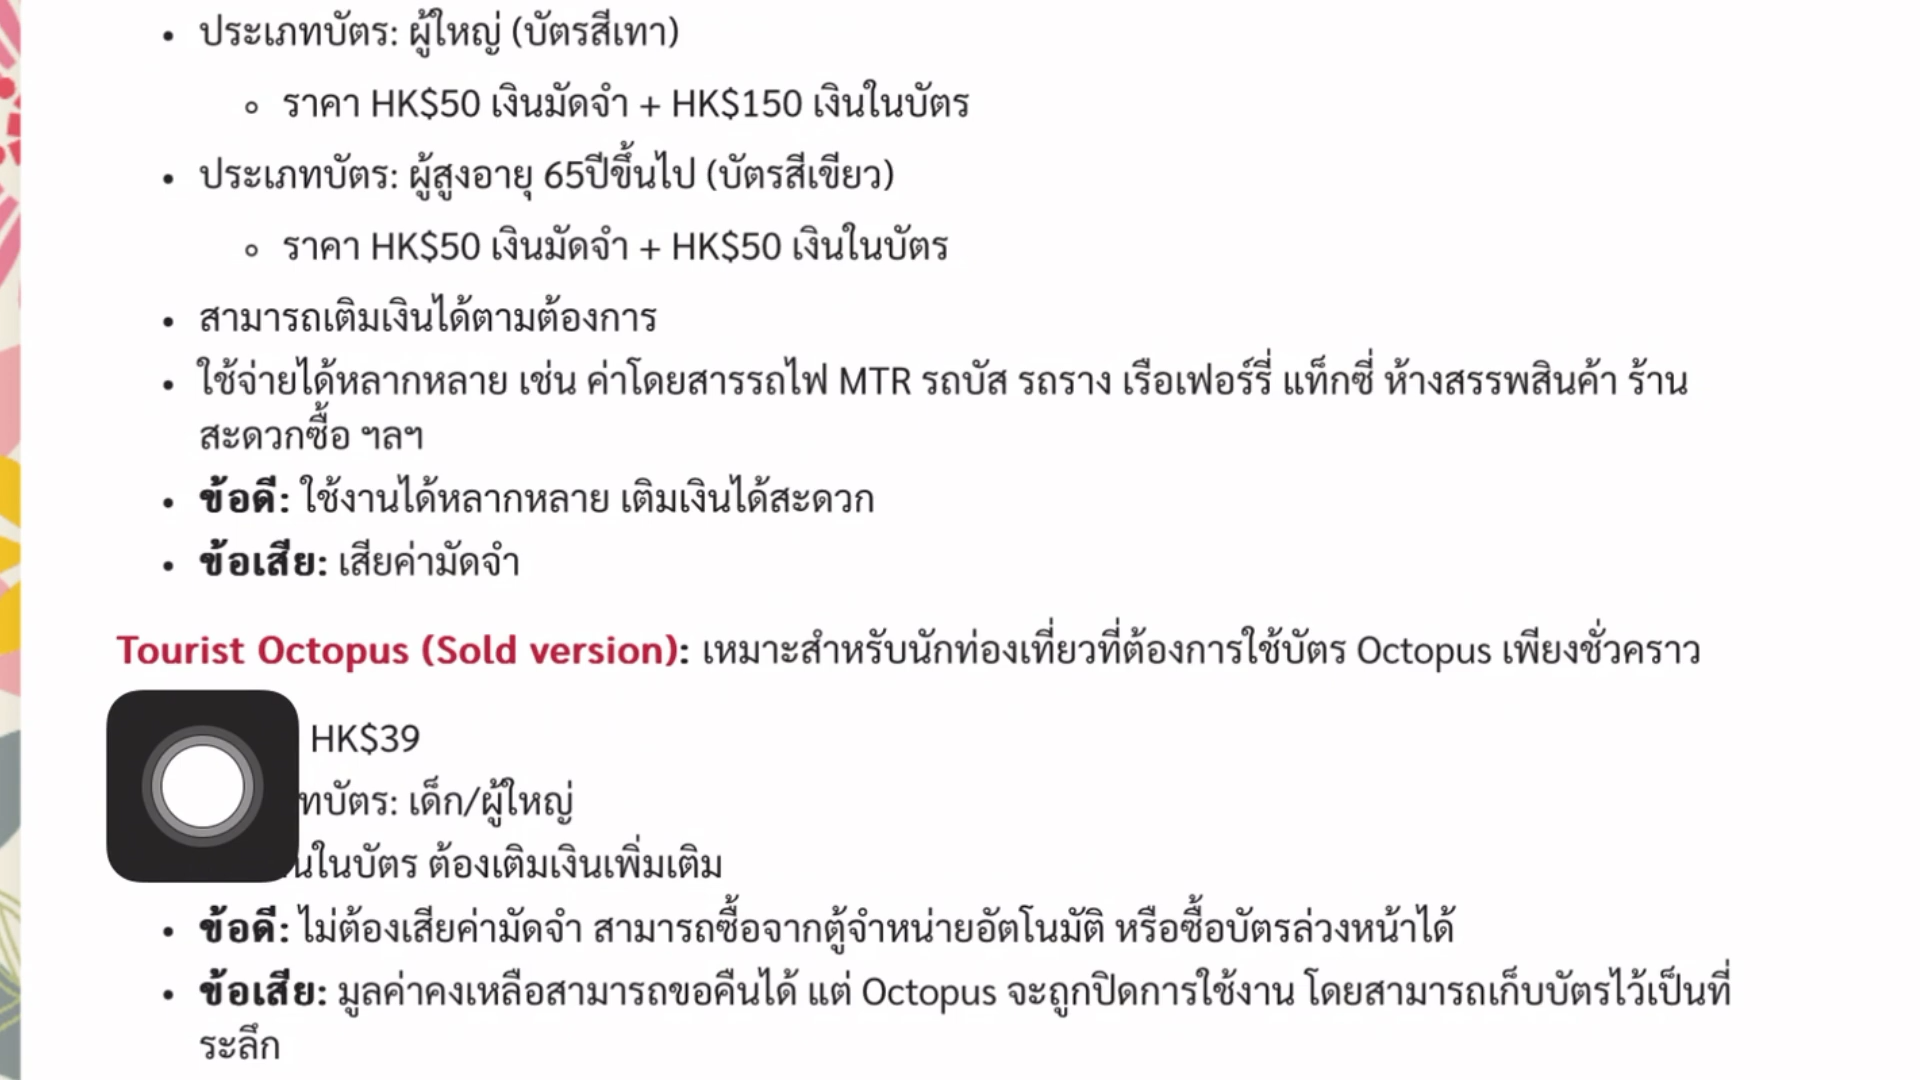 ประเภทบัตร: ผู้ใหญ่ (บัตรสีเทา)
ราคา HK$50 เงินมัดจำ + HK$150 เงินในบัตร
ประเภทบัตร: ผู้สูงอายุ 65ปีขึ้นไป (บัตรสีเขียว)
ราคา HK$50 เงินมัดจำ + HK$50 เงินในบัตร
สามารถเติมเงินได้ตามต้องการ
ใช้จ่ายได้หลากหลาย เช่น ค่าโดยสารรถไฟ MTR รถบัส รถราง เรือเฟอร์รี่ แท็กซี่ ห้างสรรพสินค้า ร้าน
สะดวกซื้อ ฯลฯ
ข้อดี: ใช้งานได้หลากหลาย เติมเงินได้สะดวก
ข้อเสีย: เสียค่ามัดจำ
Tourist Octopus (Sold version): เหมาะสำหรับนักท่องเที่ยวที่ต้องการใช้บัตร Octopus เพียงชั่วคราว
HK$39
ทบัตร: เด็ก/ผู้ใหญ่
นในบัตร ต้องเติมเงินเพิ่มเติม
ข้อดี: ไม่ต้องเสียค่ามัดจำ สามารถซื้อจากตู้จำหน่ายอัตโนมัติ หรือซื้อบัตรล่วงหน้าได้
ข้อเสีย: มูลค่าคงเหลือสามารถขอคืนได้ แต่ Octopus จะถูกปิดการใช้งาน โดยสามารถเก็บบัตรไว้เป็นที่
ระลึก